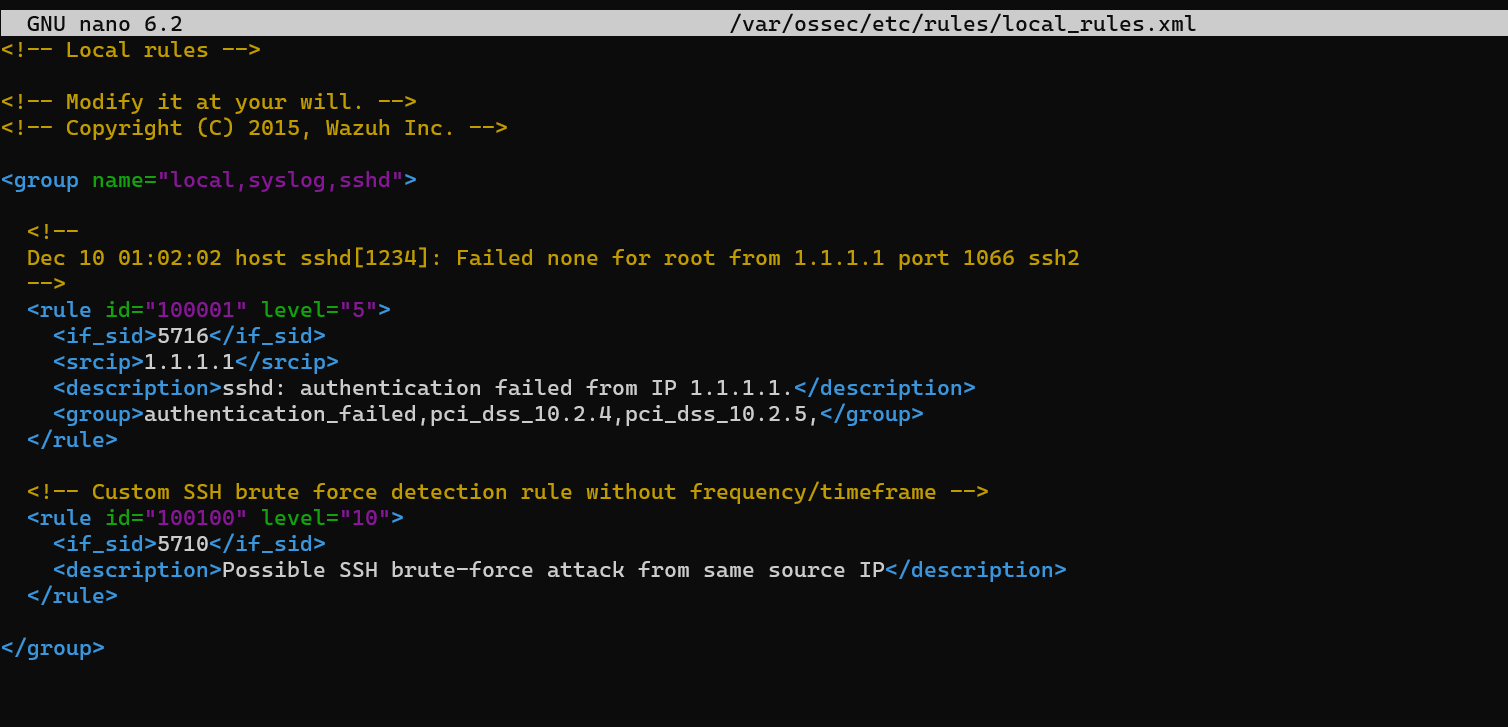 GNU nano 6.2 /var/ossec/etc/rules/local_rules.xml
<!-- Local rules -->
<!-- Modify it at your will. -->
<!-- Copyright (C) 2015, Wazuh Inc. -->
<group name="local,syslog,sshd">
<!--
Dec 10 01:02:02 host sshd[1234]: Failed none for root from 1.1.1.1 port 1066 ssh2
-->
<rule id="100001" level="5">
<if_sid>5716</if_sid>
<srcip>1.1.1.1</srcip>
<description>sshd: authentication failed from IP 1.1.1.1.</description>
<group>authentication_failed,pci_dss_10.2.4,pci_dss_10.2.5,</group>
</rule>
<!-- Custom SSH brute force detection rule without frequency/timeframe -->
<rule id="100100" level="10">
<if_sid>5710</if_sid>
<description>Possible SSH brute-force attack from same source IP</description>
</rule>
</group>